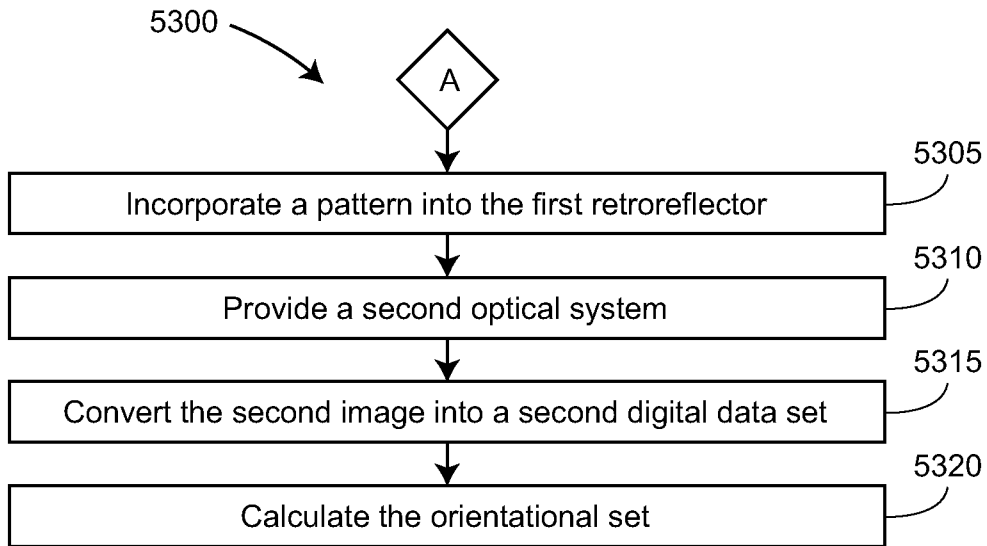 5300
A
5305
Incorporate a pattern into the first retroreflector
5310
Provide a second optical system
5315
Convert the second image into a second digital data set
5320
Calculate the orientational set